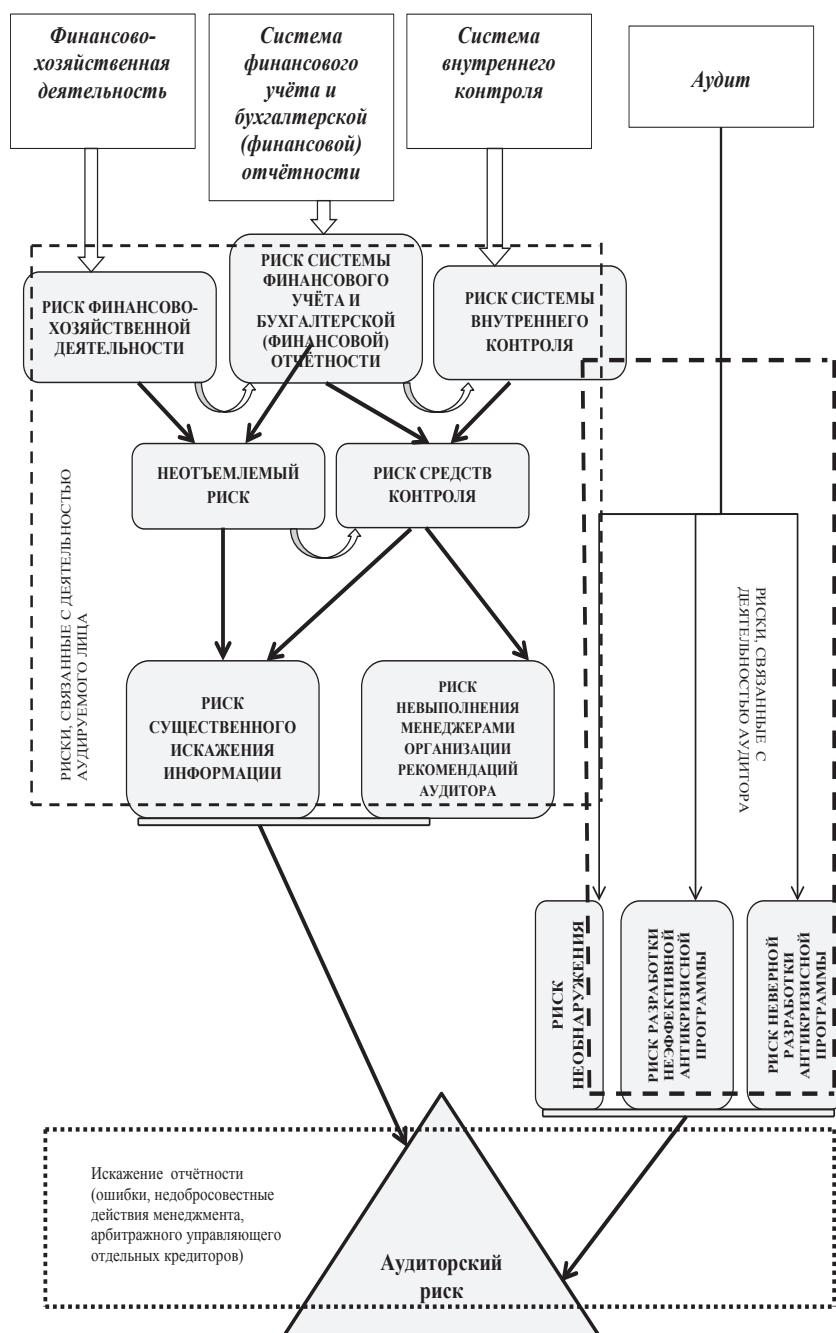 Финансово-
хозяйственная
деятельность
Система
финансового
учёта и
бухгалтерской
(финансовой)
отчётности
Система
внутреннего
контроля
Аудит
РИСК ФИНАНСОВО-
ХОЗЯЙСТВЕННОЙ
ДЕЯТЕЛЬНОСТИ
РИСК СИСТЕМЫ
ФИНАНСОВОГО
УЧЁТА И
БУХГАЛТЕРСКОЙ
(ФИНАНСОВОЙ)
ОТЧЁТНОСТИ
РИСК СИСТЕМЫ
ВНУТРЕННЕГО
КОНТРОЛЯ
НЕОТЪЕМЛЕМЫЙ
РИСК
РИСК СРЕДСТВ
КОНТРОЛЯ
РИСКИ, СВЯЗАННЫЕ С ДЕЯТЕЛЬНОСТЬЮ
АУДИРУЕМОГО ЛИЦА
РИСКИ, СВЯЗАННЫЕ С
ДЕЯТЕЛЬНОСТЬЮ АУДИТОРА
РИСК
СУЩЕСТВЕННОГО
ИСКАЖЕНИЯ
ИНФОРМАЦИИ
РИСК
НЕВЫПОЛНЕНИЯ
МЕНЕДЖЕРАМИ
ОРГАНИЗАЦИИ
РЕКОМЕНДАЦИЙ
АУДИТОРА
РИСК
НЕОБНАРУЖЕНИЯ
РИСК РАЗРАБОТКИ
НЕЭФФЕКТИВНОЙ
АНТИКРИЗИСНОЙ
ПРОГРАММЫ
РИСК НЕВЕРНОЙ
РАЗРАБОТКИ
АНТИКРИЗИСНОЙ
ПРОГРАММЫ
Искажение отчётности
(ошибки, недобросовестные
действия менеджмента,
арбитражного управляющего
отдельных кредиторов)
Аудиторский
риск